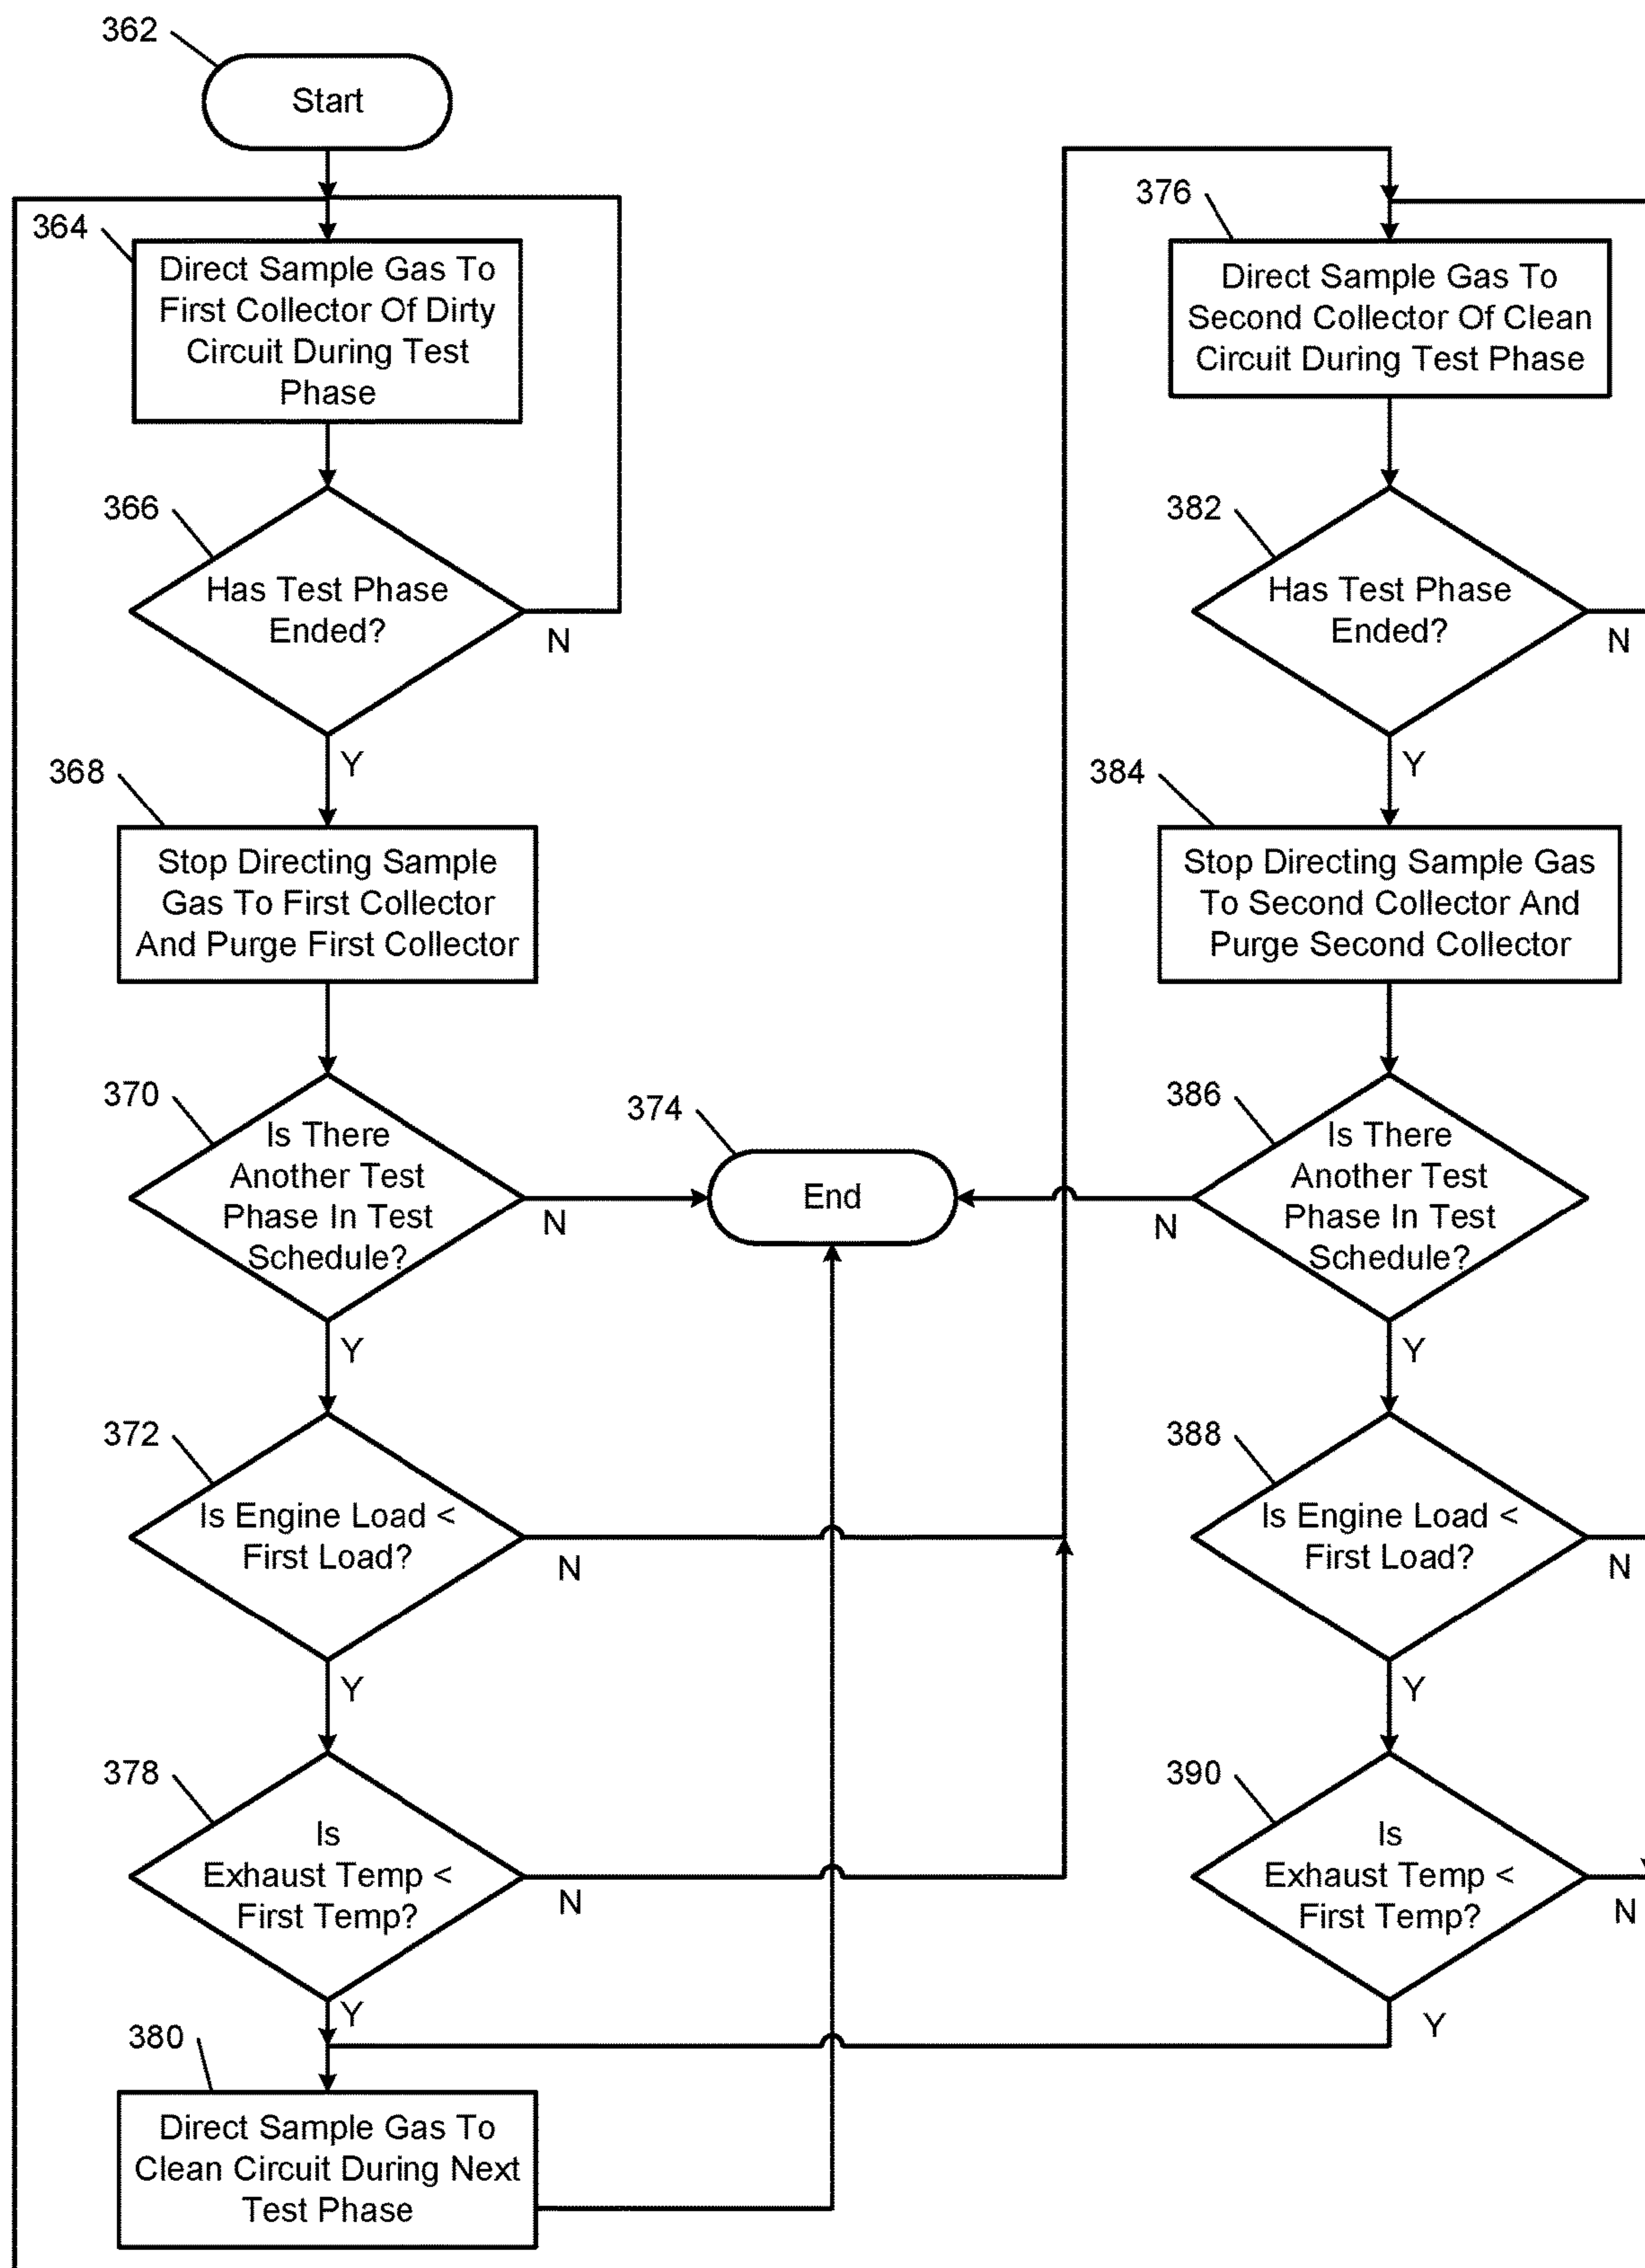 362
Start
364
Direct Sample Gas To
First Collector Of Dirty
Circuit During Test
Phase
366
Has Test Phase
Ended?
N
Y
368
Stop Directing Sample
Gas To First Collector
And Purge First Collector
370
Is There
Another Test
Phase In Test
Schedule?
N
Y
374
End
372
Is Engine Load <
First Load?
N
Y
378
Is
Exhaust Temp <
First Temp?
N
Y
380
Direct Sample Gas To
Clean Circuit During Next
Test Phase
376
Direct Sample Gas To
Second Collector Of Clean
Circuit During Test Phase
382
Has Test Phase
Ended?
N
Y
384
Stop Directing Sample Gas
To Second Collector And
Purge Second Collector
386
Is There
Another Test
Phase In Test
Schedule?
N
Y
388
Is Engine Load <
First Load?
N
Y
390
Is
Exhaust Temp <
First Temp?
N
Y